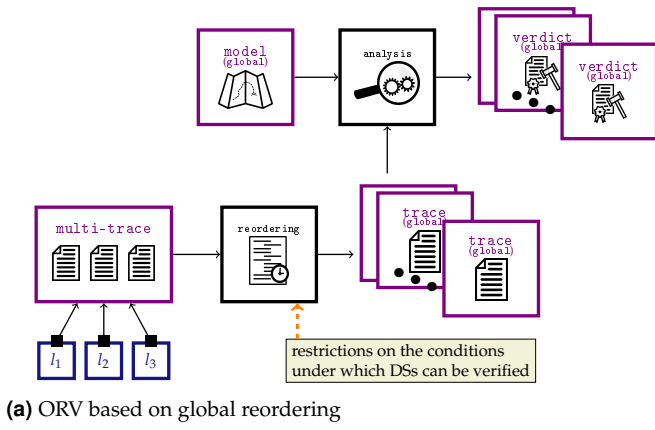 model
(global)
analysis
verdict
(global)
verdict
(global)
multi-trace
reordering
trace
(global)
trace
(global)
l1
l2
l3
restrictions on the conditions
under which DSs can be verified
(a) ORV based on global reordering